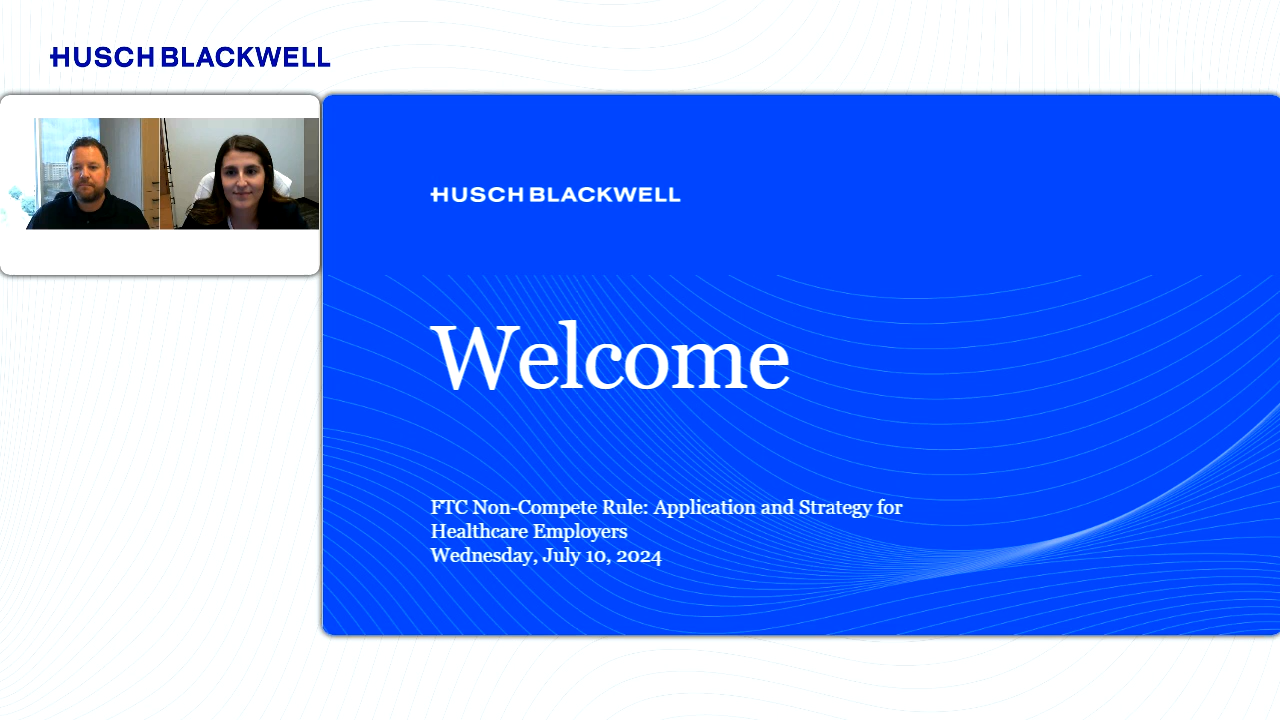 HUSCH BLACKWELL
HUSCH BLACKWELL
Welcome
FTC Non-Compete Rule: Application and Strategy for
Healthcare Employers
Wednesday, July 10, 2024